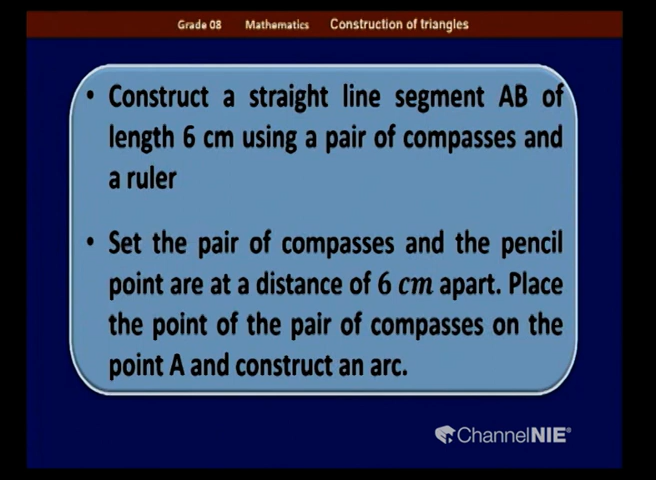 Grade 08 Mathematics Construction of triangles
• Construct a straight line segment AB of
length 6 cm using a pair of compasses and
a ruler
• Set the pair of compasses and the pencil
point are at a distance of 6 cm apart. Place
the point of the pair of compasses on the
point A and construct an arc.
ChannelNIE®